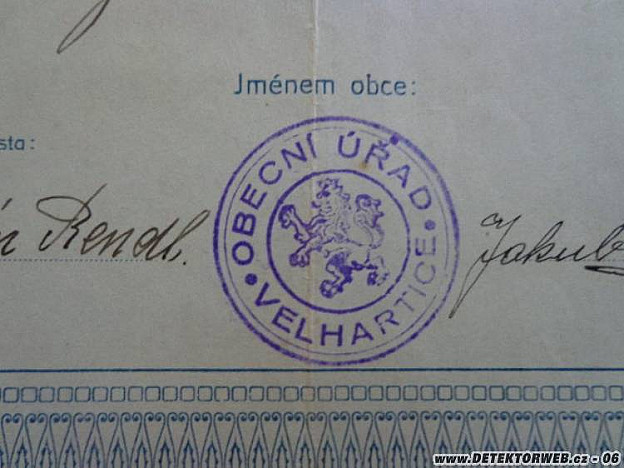 Jménem obce:
sta:
Rendl.
OBECNÍ ÚŘAD
VELHARTICE
Jakub
www.DETEKTORWEB.cz - 06